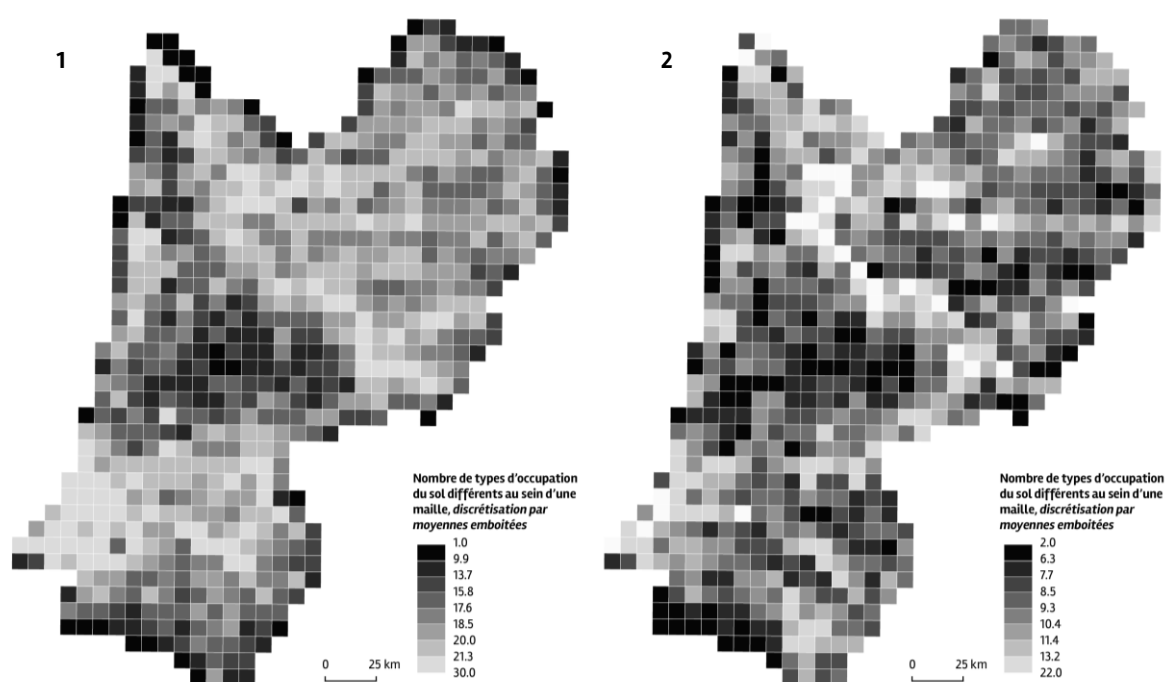 1
2
Nombre de types d'occupation
du sol différents au sein d'une
maille, discrétisation par
moyennes emboitées
1.0
9.9
13.7
15.8
17.6
18.5
20.0
21.3
30.0
0 25 km
Nombre de types d'occupation
du sol différents au sein d'une
maille, discrétisation par
moyennes emboitées
2.0
6.3
7.7
8.5
9.3
10.4
11.4
13.2
22.0
0 25 km